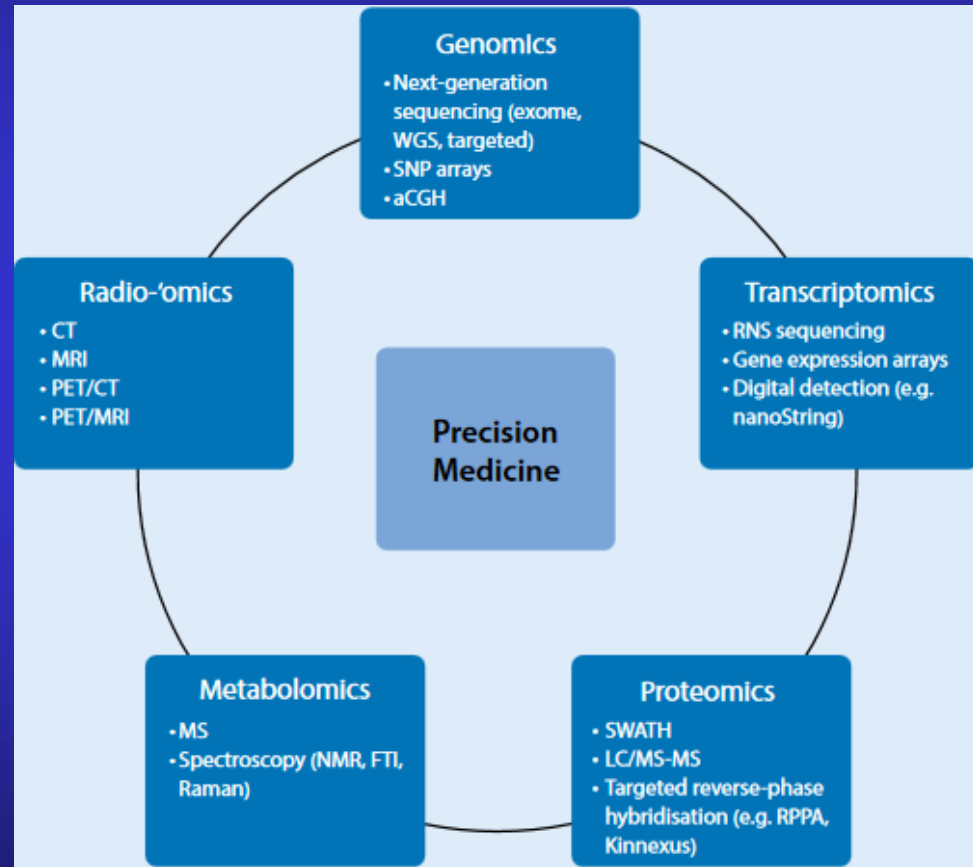 Genomics
• Next-generation
sequencing (exome,
WGS, targeted)
• SNP arrays
• aCGH
Radio-‘omics
• CT
• MRI
• PET/CT
• PET/MRI
Transcriptomics
• RNS sequencing
• Gene expression arrays
• Digital detection (e.g.
nanoString)
Precision
Medicine
Metabolomics
• MS
• Spectroscopy (NMR, FTI,
Raman)
Proteomics
• SWATH
• LC/MS-MS
• Targeted reverse-phase
hybridisation (e.g. RPPA,
Kinnexus)